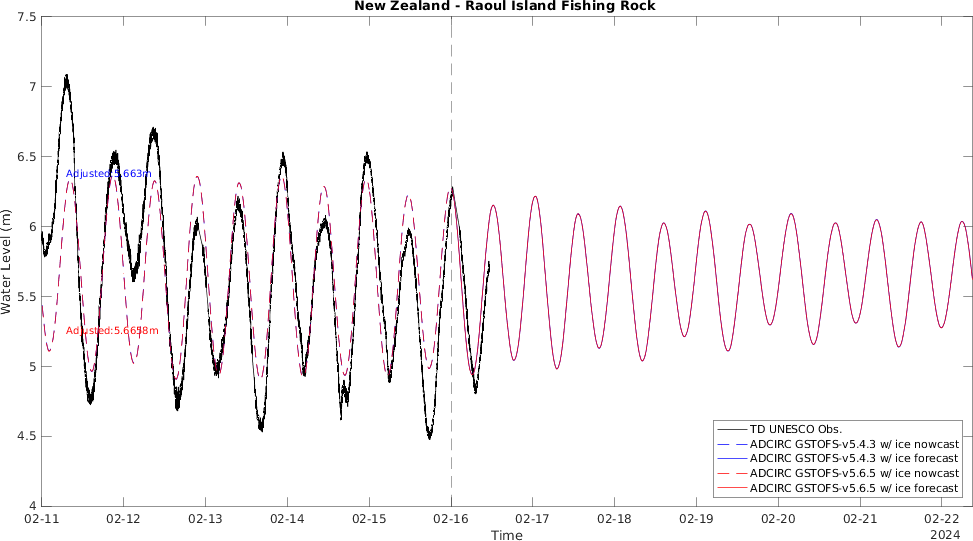 New Zealand - Raoul Island Fishing Rock
7.5
7
6.5
6
5.5
5
4.5
4
Water Level (m)
Adjusted:5.663m
Adjusted:5.6658m
TD UNESCO Obs.
ADCIRC GSTOFS-v5.4.3 w/ ice nowcast
ADCIRC GSTOFS-v5.4.3 w/ ice forecast
ADCIRC GSTOFS-v5.6.5 w/ ice nowcast
ADCIRC GSTOFS-v5.6.5 w/ ice forecast
02-11 02-12 02-13 02-14 02-15 02-16 02-17 02-18 02-19 02-20 02-21 02-22
Time
2024